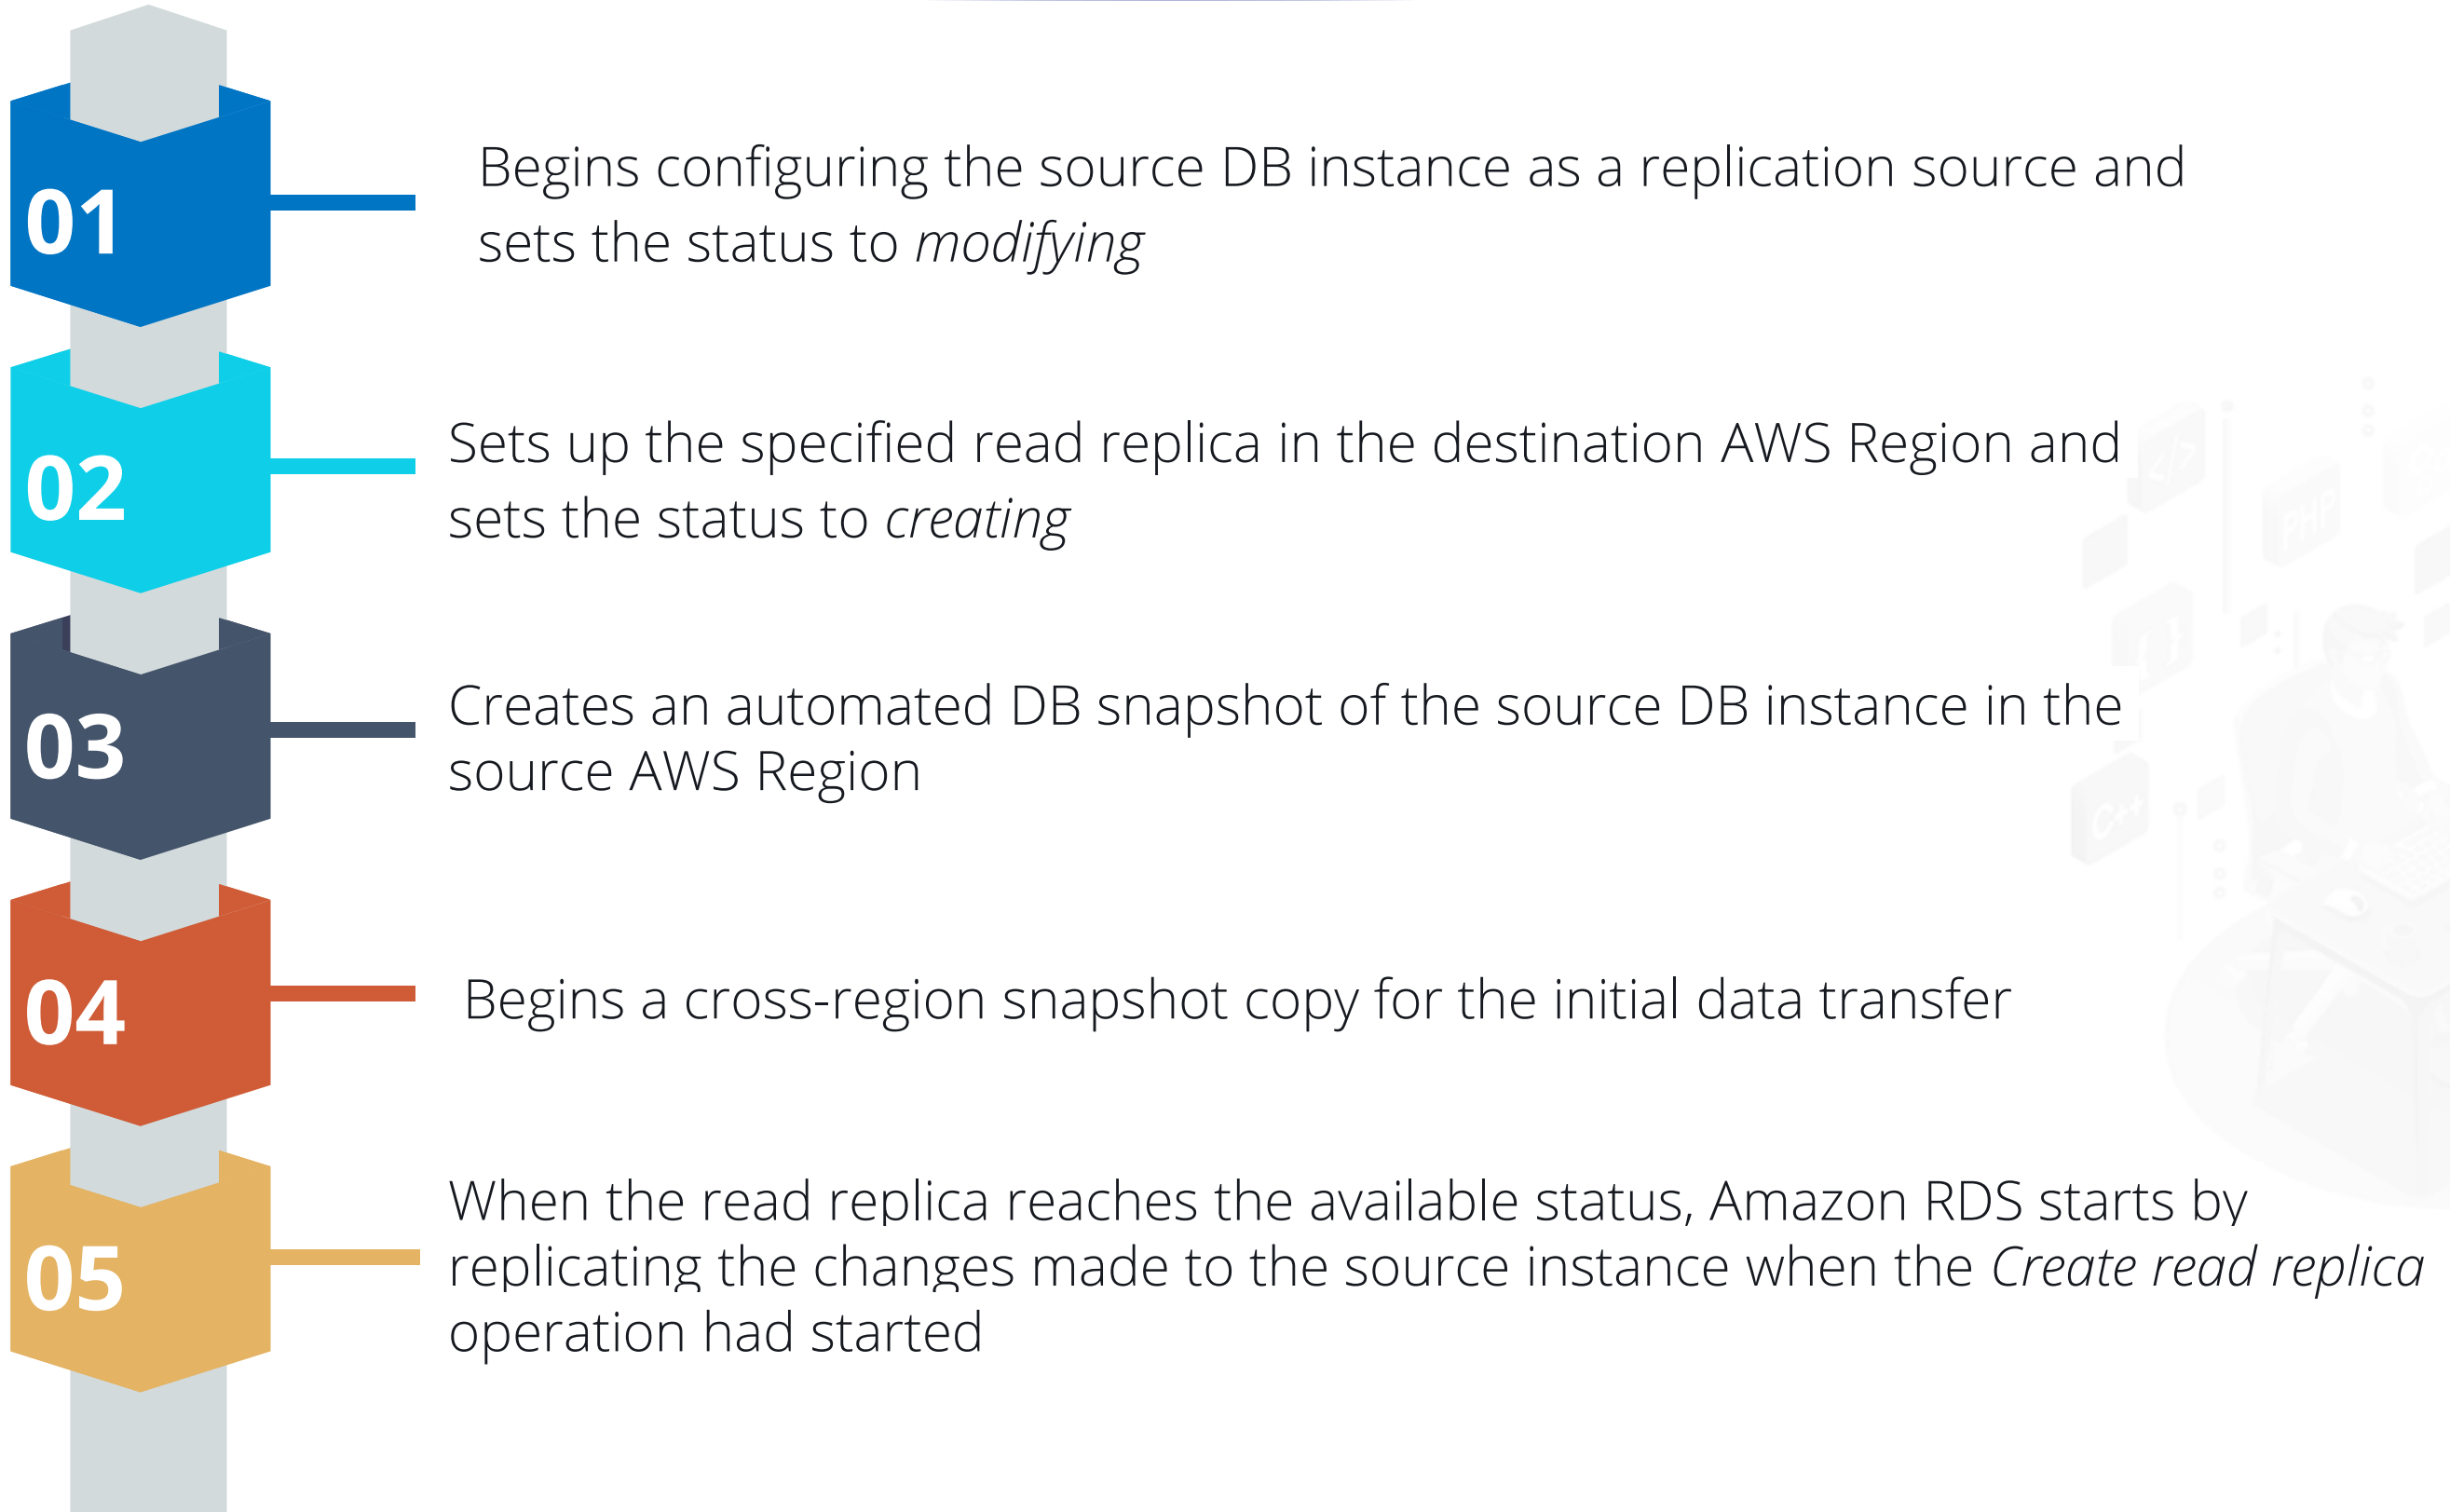 01
Begins configuring the source DB instance as a replication source and
sets the status to modifying
02
Sets up the specified read replica in the destination AWS Region and
sets the status to creating
03
Creates an automated DB snapshot of the source DB instance in the
source AWS Region
04
Begins a cross-region snapshot copy for the initial data transfer
05
When the read replica reaches the available status, Amazon RDS starts by
replicating the changes made to the source instance when the Create read replica
operation had started